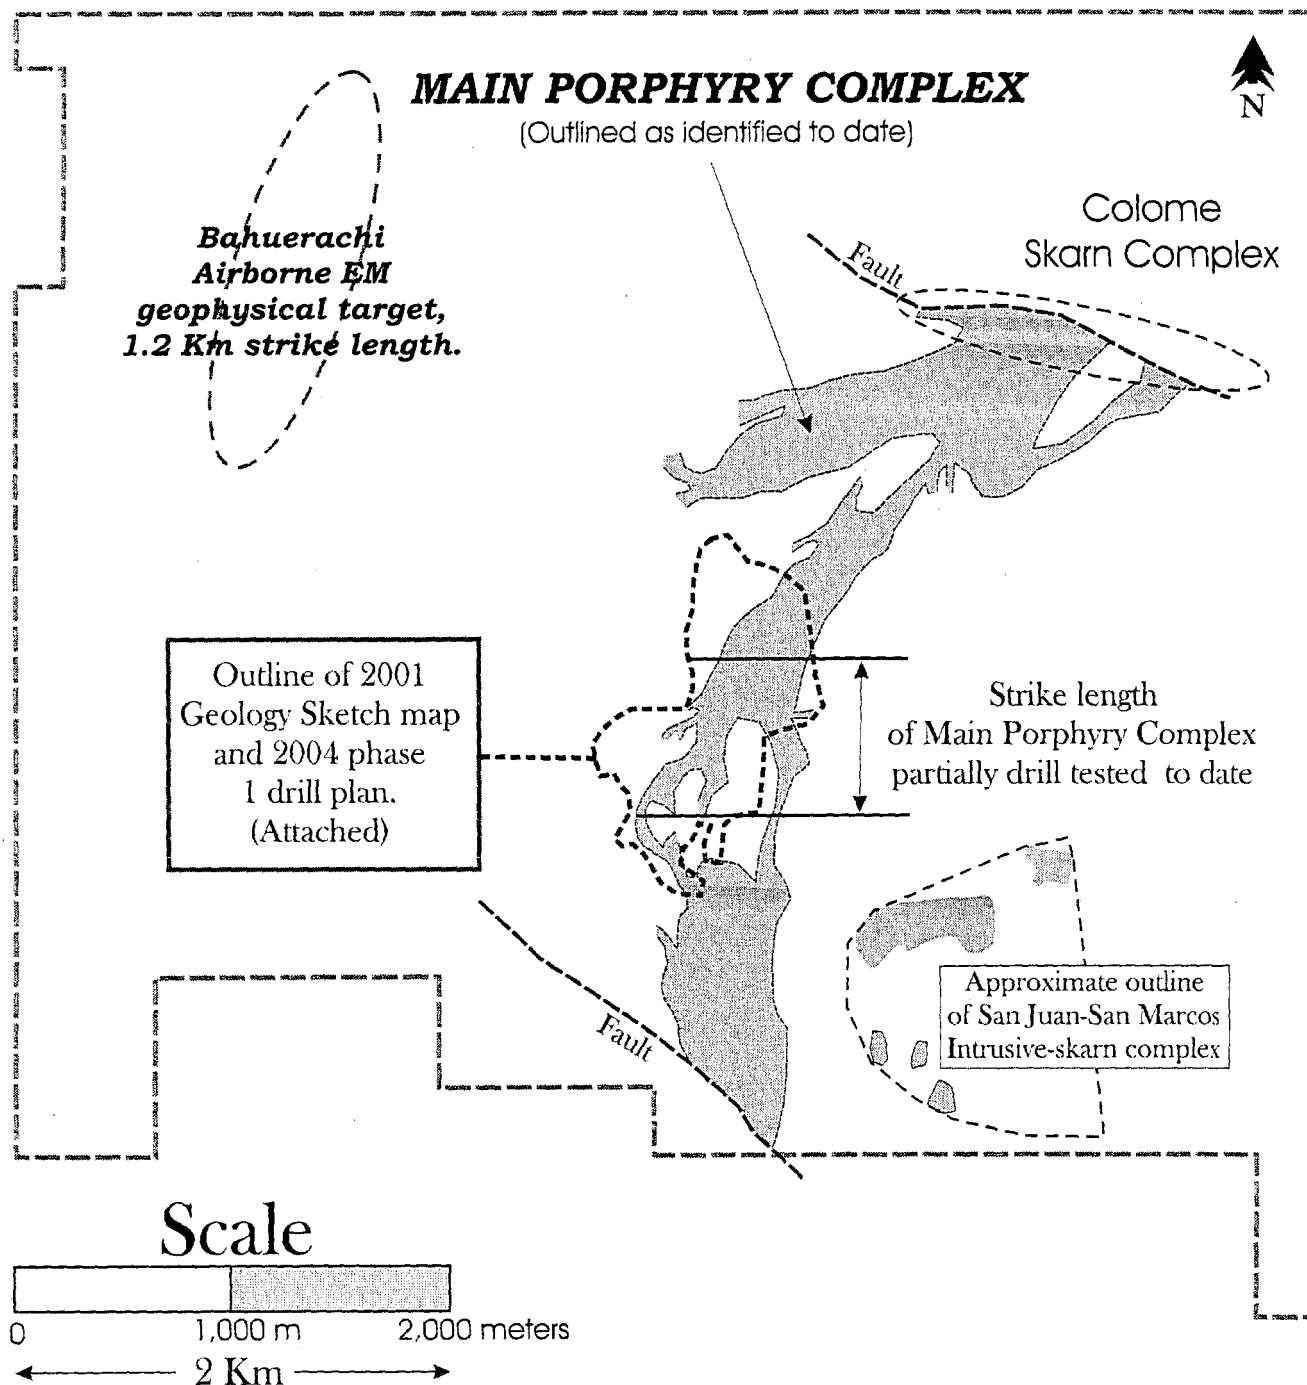 MAIN PORPHYRY COMPLEX
(Outlined as identified to date)
N
Colome
Skarn Complex
Fault
Bahuerachi
Airborne EM
geophysical target,
1.2 Km strike length.
Outline of 2001
Geology Sketch map
and 2004 phase
1 drill plan.
(Attached)
Strike length
of Main Porphyry Complex
partially drill tested to date
Approximate outline
of San Juan-San Marcos
Intrusive-skarn complex
Fault
Scale
0 1,000 m 2,000 meters
2 Km